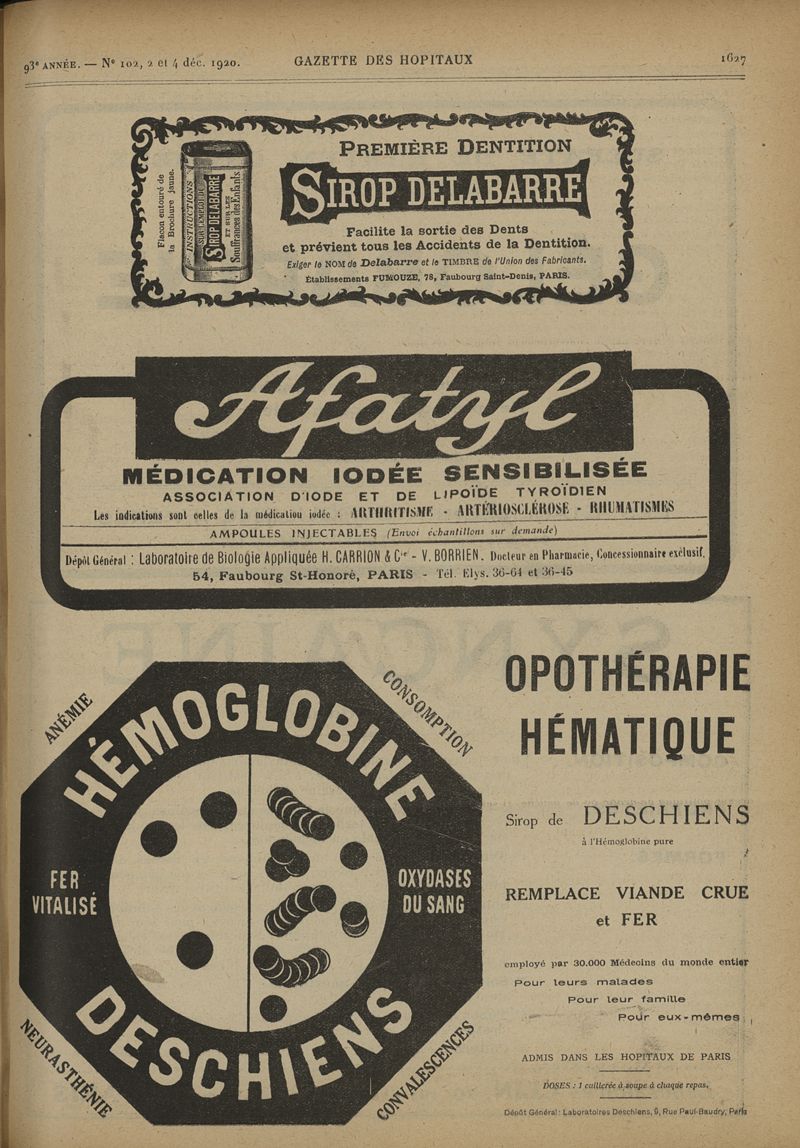 93e ANNÉE. — N° 102, 2 et 4 déc. 1920.
GAZETTE DES HOPITAUX
1627
Flacon entouré de
la Brochure jaune.
INSTRUCTIONS
SUR L'EMPLOI DU
SIROP DELABARRE
ET SUR LES
Souffrances des Enfants
PREMIÈRE DENTITION
SIROP DELABARRE
Facilite la sortie des Dents
et prévient tous les Accidents de la Dentition.
Exiger le NOM de Delabarre et le TIMBRE de l'Union des Fabricants.
Établissements FUMOUZE, 78, Faubourg Saint-Denis, PARIS.
Afatyl
MÉDICATION IODÉE SENSIBILISÉE
ASSOCIATION D'IODE ET DE LIPOÏDE TYROÏDIEN
Les indications sont celles de la médication iodée : ARTHRITISME - ARTÉRIOSCLÉROSE - RHUMATISMES
AMPOULES INJECTABLES (Envoi échantillons sur demande)
Dépôt Général : Laboratoire de Biologie Appliquée H. CARRION & Cie - V. BORRIEN. Docteur en Pharmacie, Concessionnaire exclusif.
54, Faubourg St-Honoré, PARIS - Tél. Elys. 36-64 et 36-45
ANÉMIE
CONSOMPTION
HÉMOGLOBINE
FER
VITALISÉ
OXYDASES
DU SANG
DESCHIENS
NEURASTHÉNIE
CONVALESCENCES
OPOTHÉRAPIE
HÉMATIQUE
Sirop de DESCHIENS
à l'Hémoglobine pure
REMPLACE VIANDE CRUE
et FER
employé par 30.000 Médecins du monde entier
Pour leurs malades
Pour leur famille
Pour eux-mêmes
ADMIS DANS LES HOPITAUX DE PARIS
DOSES : 1 cuillerée à soupe à chaque repas.
Dépôt Général : Laboratoires Deschiens, 9, Rue Paul-Baudry, Paris